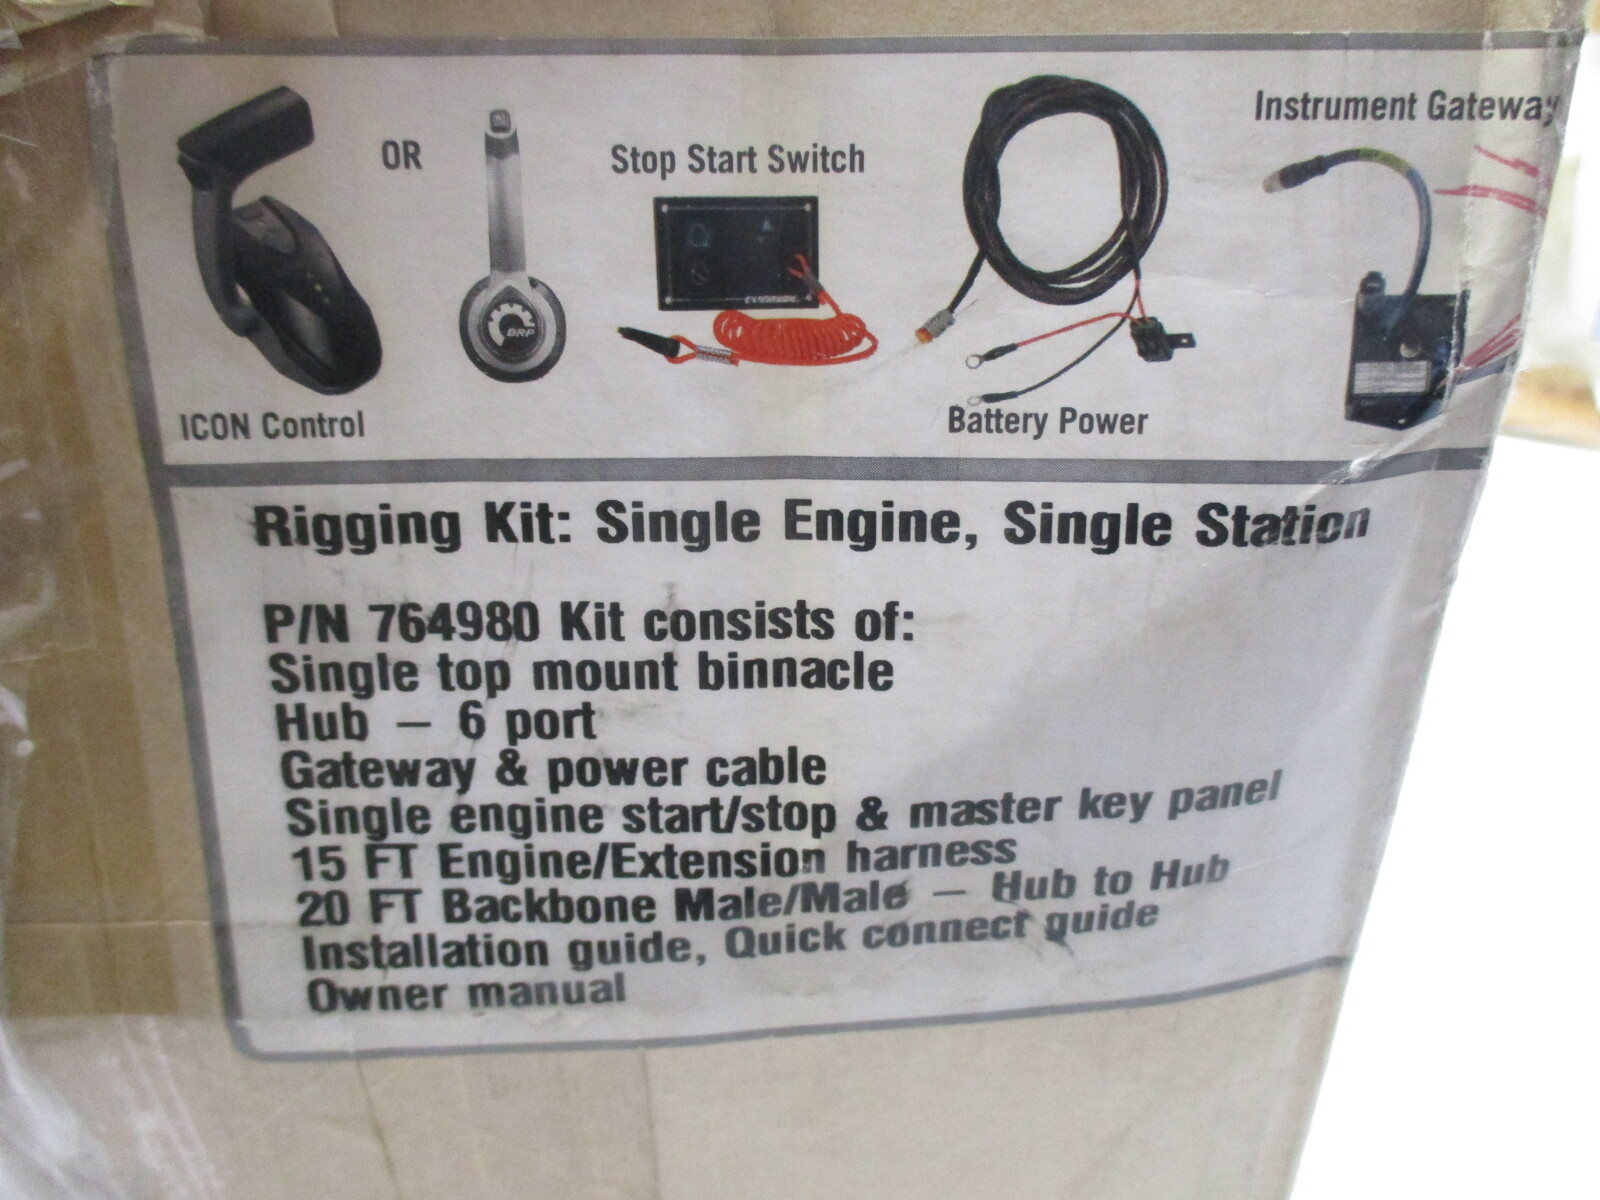 Instrument Gateway
OR
Stop Start Switch
EVINRUDE
BRP
ICON Control
Battery Power
Rigging Kit: Single Engine, Single Station
P/N 764980 Kit consists of:
Single top mount binnacle
Hub – 6 port
Gateway & power cable
Single engine start/stop & master key panel
15 FT Engine/Extension harness
20 FT Backbone Male/Male – Hub to Hub
Installation guide, Quick connect guide
Owner manual